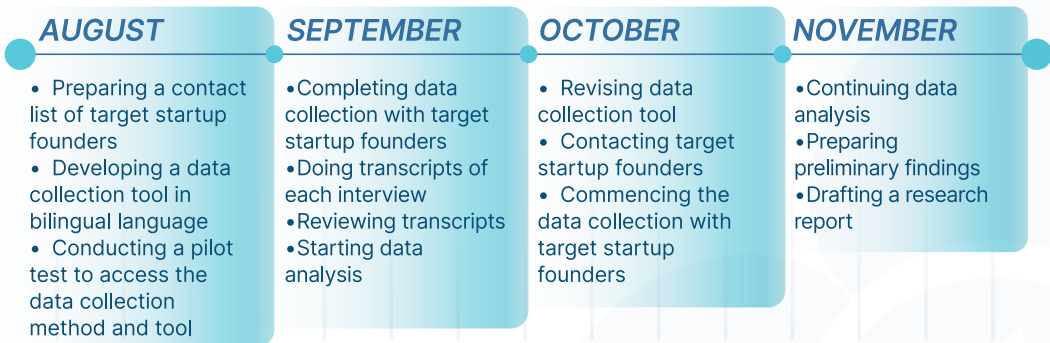 AUGUST
• Preparing a contact
list of target startup
founders
• Developing a data
collection tool in
bilingual language
• Conducting a pilot
test to access the
data collection
method and tool
SEPTEMBER
•Completing data
collection with target
startup founders
•Doing transcripts of
each interview
•Reviewing transcripts
•Starting data
analysis
OCTOBER
• Revising data
collection tool
• Contacting target
startup founders
• Commencing the
data collection with
target startup
founders
NOVEMBER
•Continuing data
analysis
•Preparing
preliminary findings
•Drafting a research
report